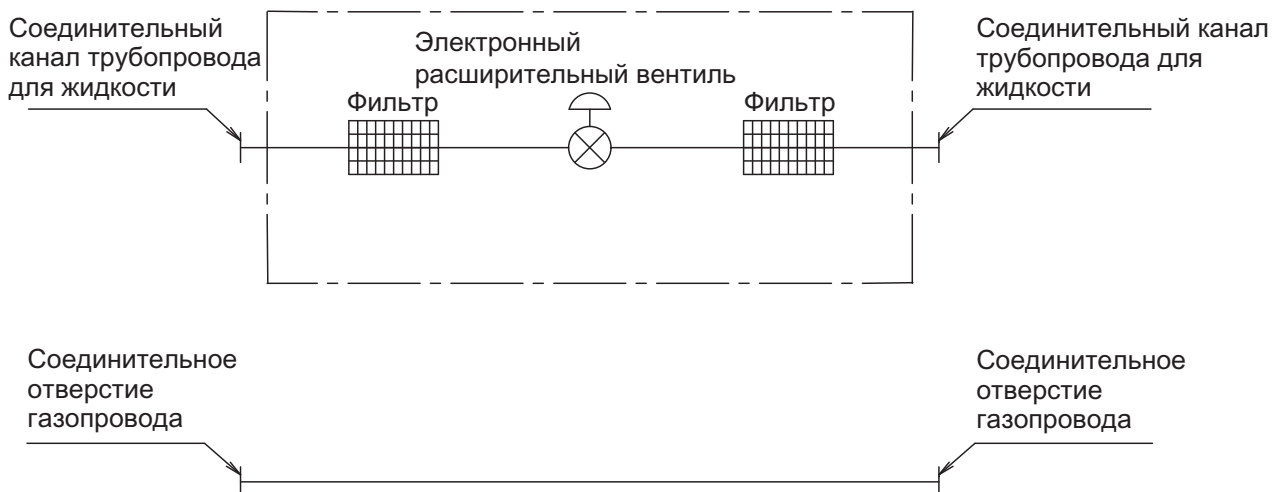 Соединительный
канал трубопровода
для жидкости
Электронный
расширительный вентиль
Фильтр
Фильтр
Соединительный канал
трубопровода для
жидкости
Соединительное
отверстие
газопровода
Соединительное
отверстие
газопровода